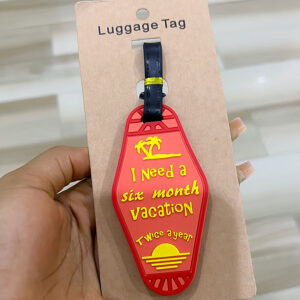 Luggage Tag
I Need a
six month
vacation
Twice a year